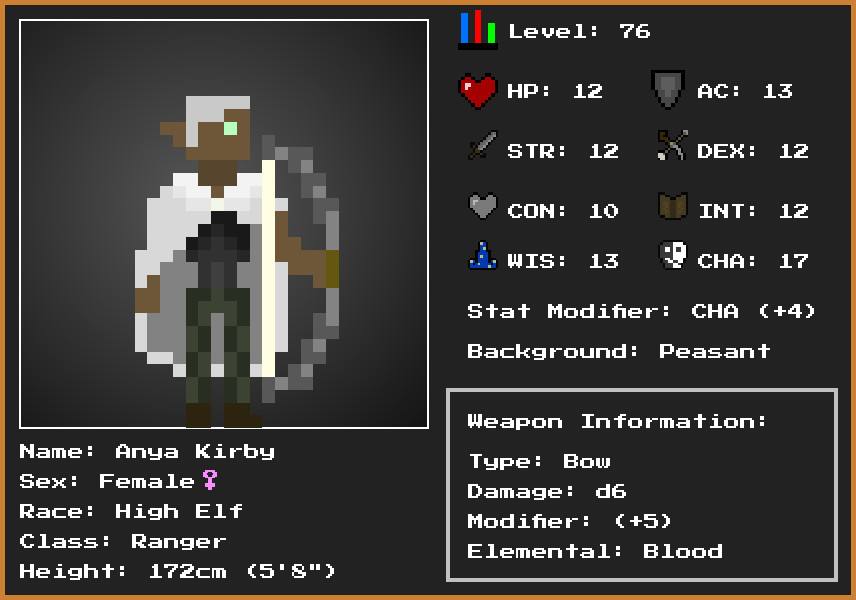 Level: 76
HP: 12
AC: 13
STR: 12
DEX: 12
CON: 10
INT: 12
WIS: 13
CHA: 17
Stat Modifier: CHA (+4)
Background: Peasant
Weapon Information:
Type: Bow
Damage: d6
Modifier: (+5)
Elemental: Blood
Name: Anya Kirby
Sex: Female♀
Race: High Elf
Class: Ranger
Height: 172cm (5'8")